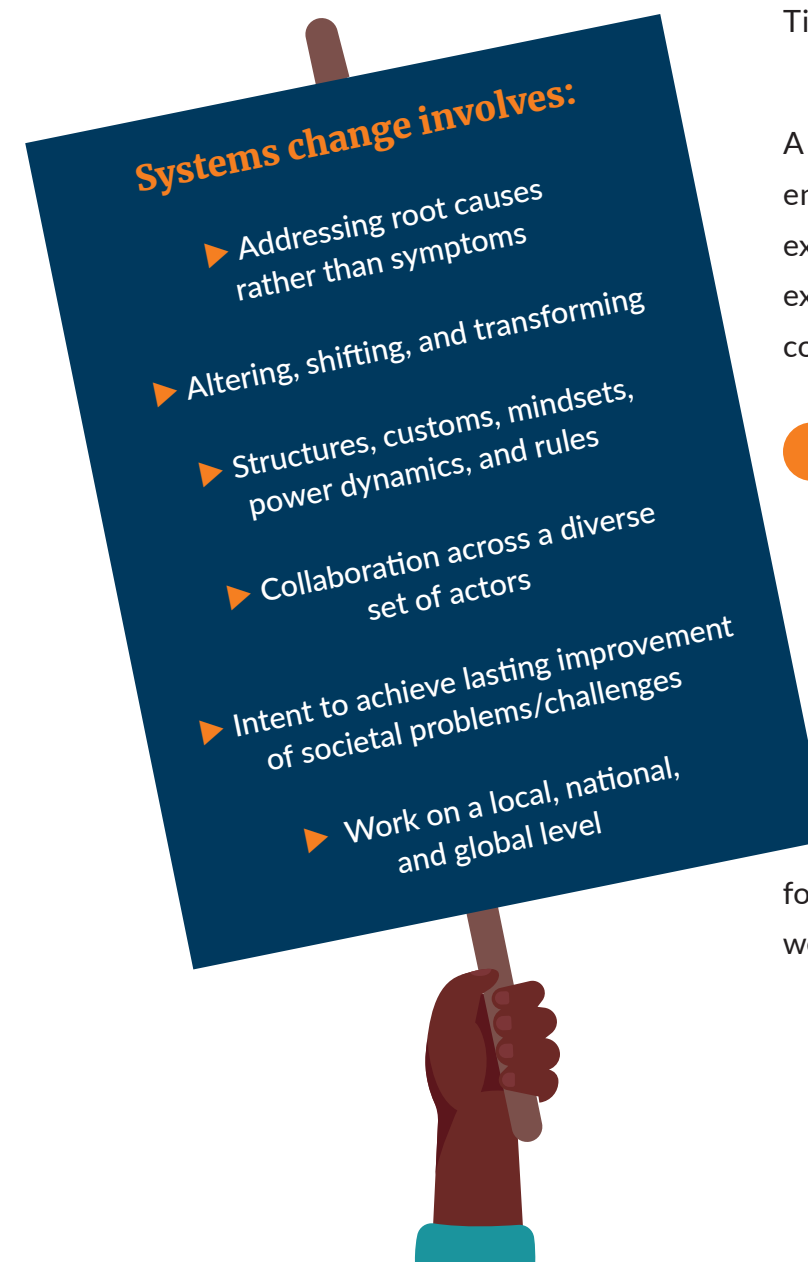 Systems change involves:
▶ Addressing root causes
rather than symptoms
▶ Altering, shifting, and transforming
▶ Structures, customs, mindsets,
power dynamics, and rules
▶ Collaboration across a diverse
set of actors
▶ Intent to achieve lasting improvement
of societal problems/challenges
▶ Work on a local, national,
and global level
A